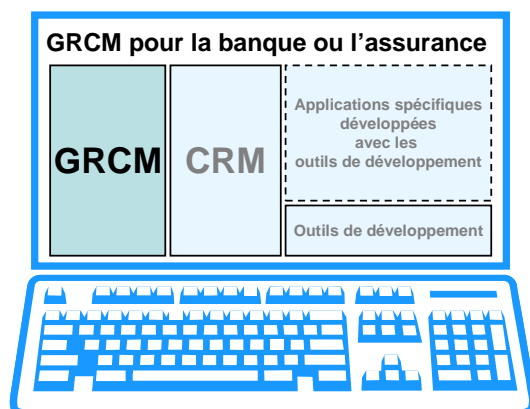 GRCM pour la banque ou l'assurance
GRCM
CRM
Applications spécifiques
développées
avec les
outils de développement
Outils de développement